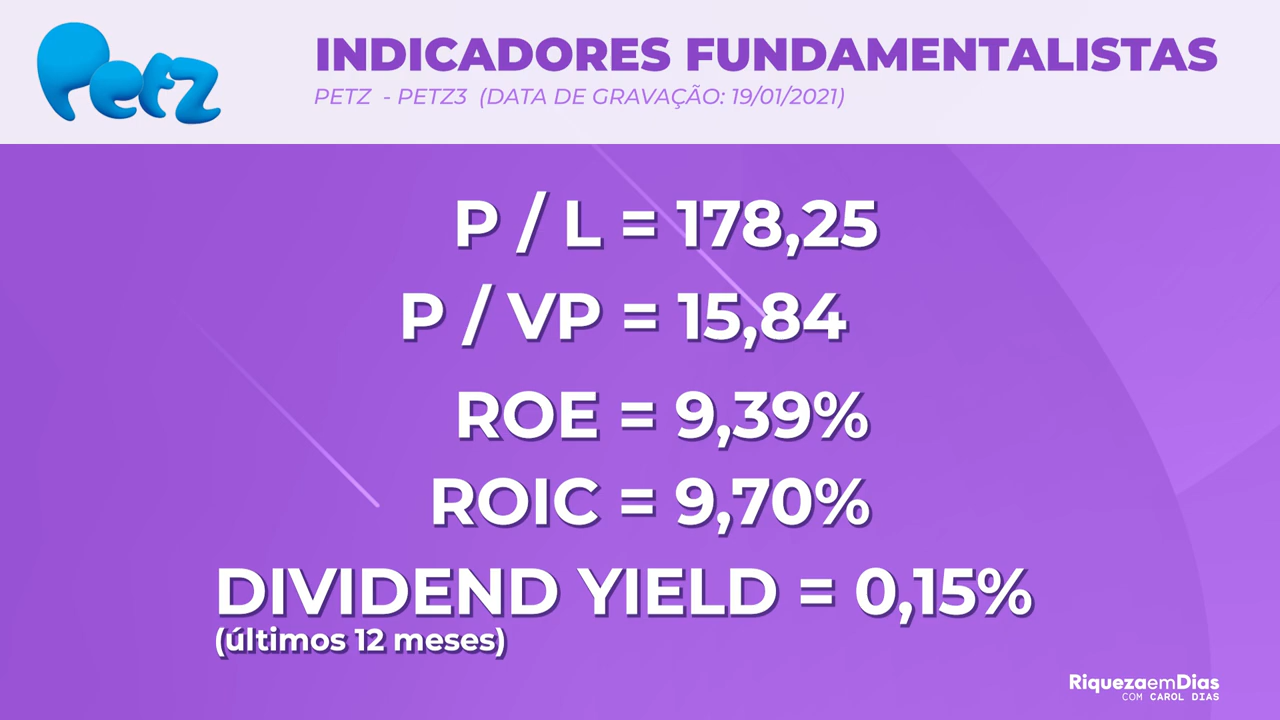 Petz
INDICADORES FUNDAMENTALISTAS
PETZ - PETZ3 (DATA DE GRAVAÇÃO: 19/01/2021)
P / L = 178,25
P / VP = 15,84
ROE = 9,39%
ROIC = 9,70%
DIVIDEND YIELD = 0,15%
(últimos 12 meses)
RiquezaemDias
COM CAROL DIAS